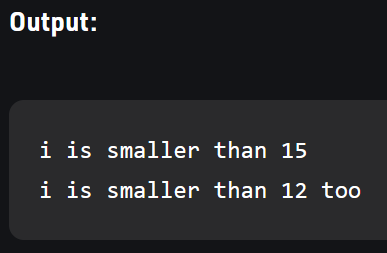 Output:
i is smaller than 15
i is smaller than 12 too